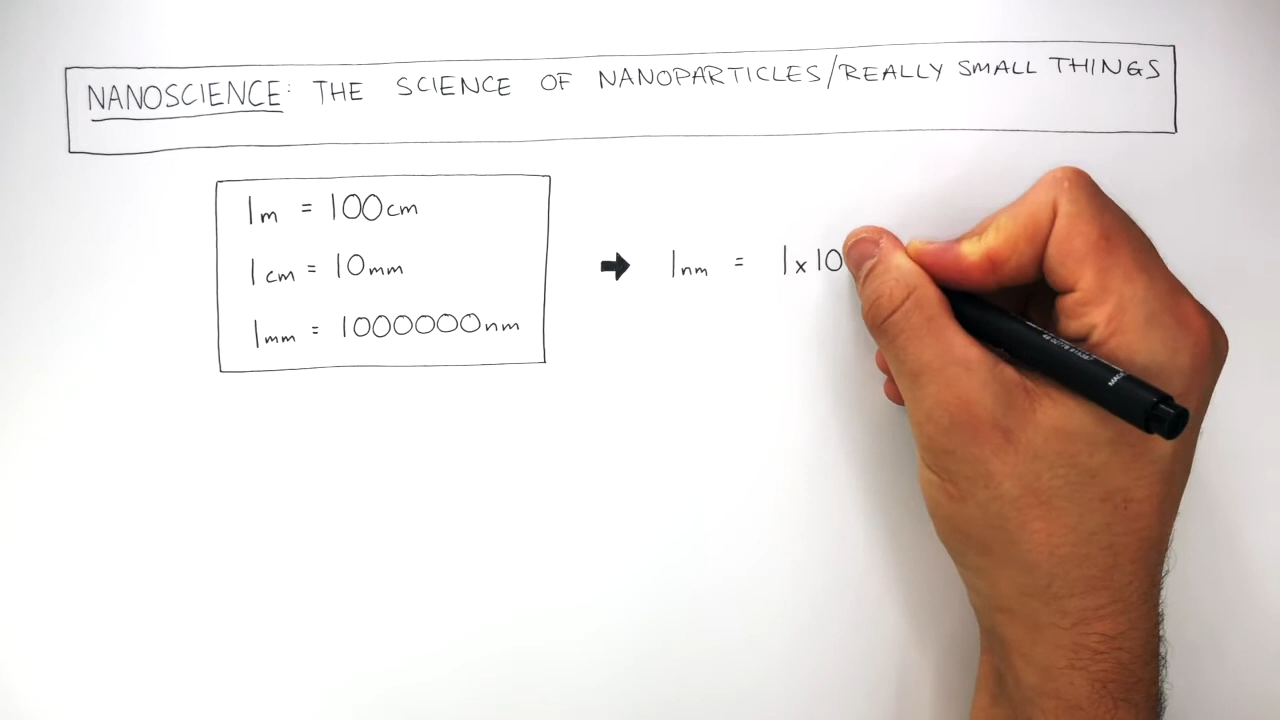 NANOSCIENCE: THE SCIENCE OF NANOPARTICLES/REALLY SMALL THINGS
1m = 100cm
1cm = 10mm
1mm = 1000000nm
➡ 1nm = 1x10